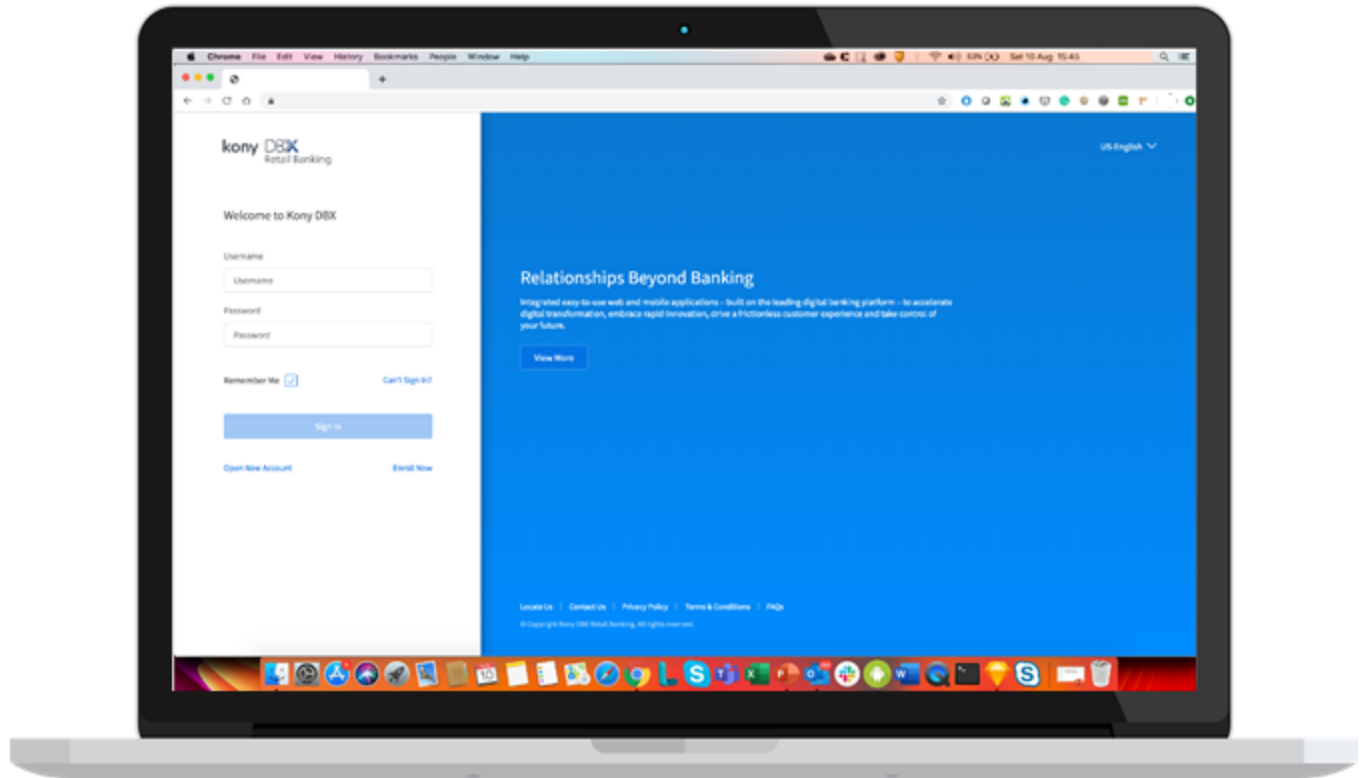 Chrome File Edit View History Bookmarks People Window Help
53% Sat 10 Aug 15:45
kony DBX
Retail Banking
US-English
Welcome to Kony DBX
Username
Username
Password
Password
Remember Me Can't Sign In?
Sign In
Open New Account Enroll Now
Relationships Beyond Banking
Integrated easy-to-use web and mobile applications – built on the leading digital banking platform – to accelerate
digital transformation, embrace rapid innovation, drive a frictionless customer experience and take control of
your future.
View More
Locate Us | Contact Us | Privacy Policy | Terms & Conditions | FAQs
© Copyright Kony DBX Retail Banking. All rights reserved.
10